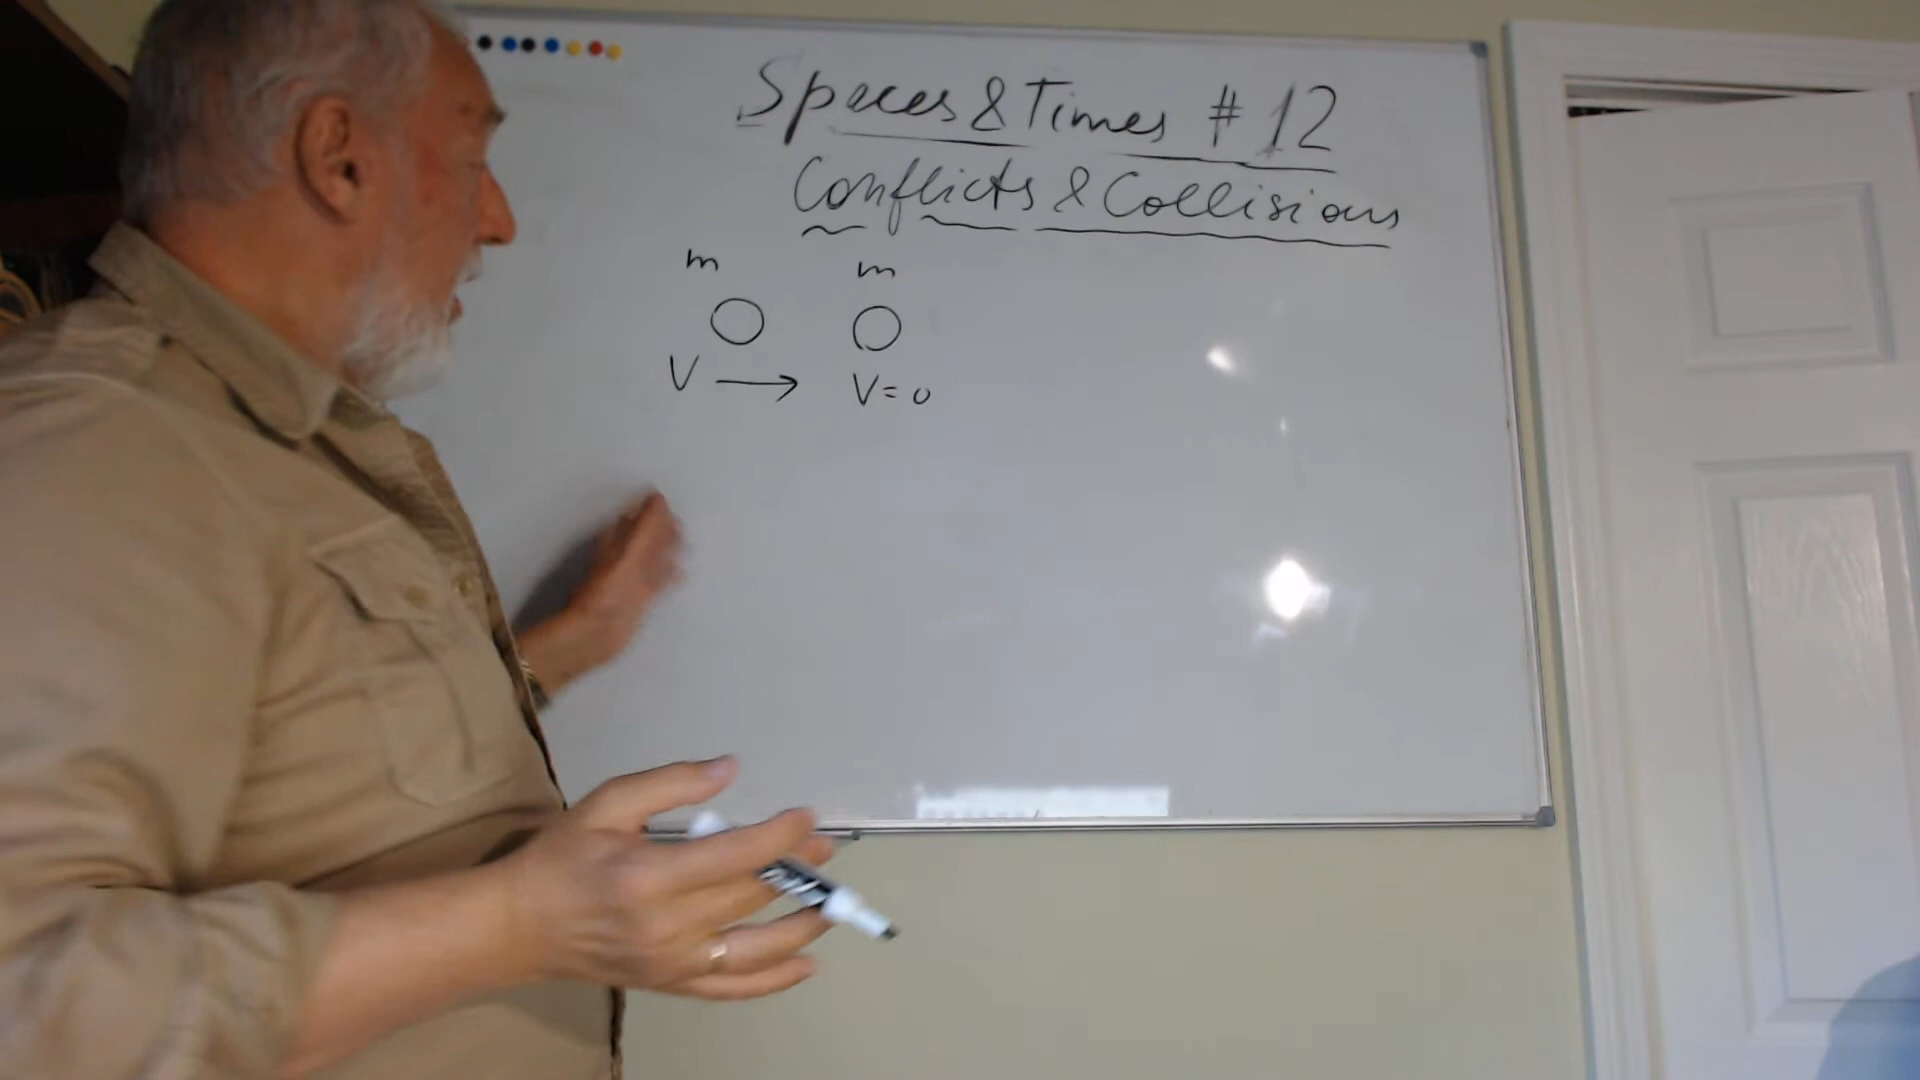 Spaces & Times # 12
Conflicts & Collisions
m m
V → V = 0